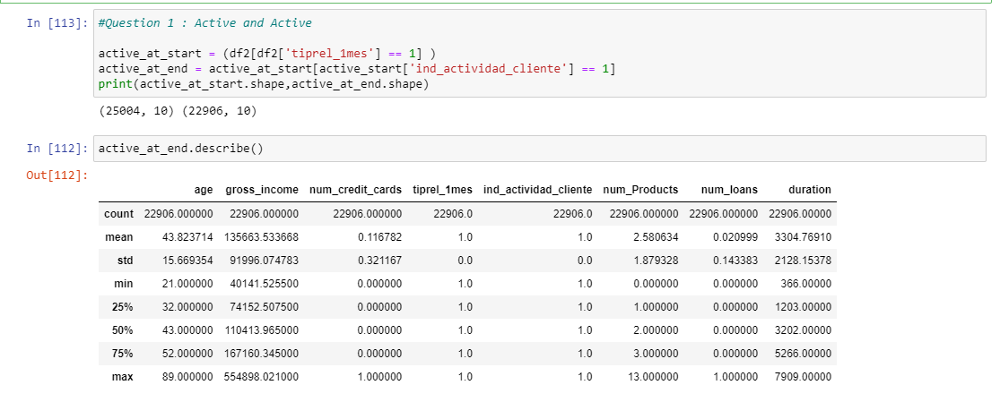 In [113]: #Question 1 : Active and Active
active_at_start = (df2[df2['tiprel_1mes'] == 1] )
active_at_end = active_at_start[active_start['ind_actividad_cliente'] == 1]
print(active_at_start.shape,active_at_end.shape)
(25004, 10) (22906, 10)
In [112]: active_at_end.describe()
Out[112]:
age gross_income num_credit_cards tiprel_1mes ind_actividad_cliente num_Products num_loans duration
count 22906.000000 22906.000000 22906.000000 22906.0 22906.0 22906.000000 22906.000000 22906.00000
mean 43.823714 135663.533668 0.116782 1.0 1.0 2.580634 0.020999 3304.76910
std 15.669354 91996.074783 0.321167 0.0 0.0 1.879328 0.143383 2128.15378
min 21.000000 40141.525500 0.000000 1.0 1.0 0.000000 0.000000 366.00000
25% 32.000000 74152.507500 0.000000 1.0 1.0 1.000000 0.000000 1203.00000
50% 43.000000 110413.965000 0.000000 1.0 1.0 2.000000 0.000000 3202.00000
75% 52.000000 167160.345000 0.000000 1.0 1.0 3.000000 0.000000 5266.00000
max 89.000000 554898.021000 1.000000 1.0 1.0 13.000000 1.000000 7909.00000